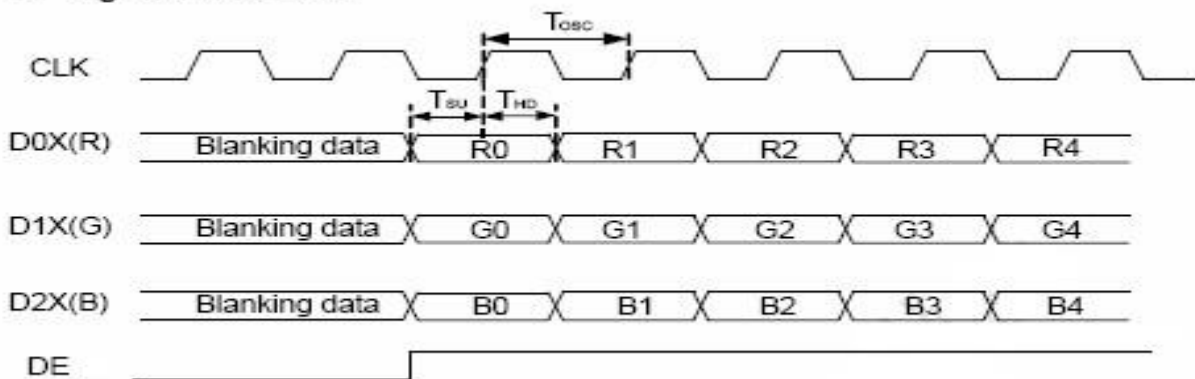 Tosc
CLK
Tsu THD
D0X(R) Blanking data R0 R1 R2 R3 R4
D1X(G) Blanking data G0 G1 G2 G3 G4
D2X(B) Blanking data B0 B1 B2 B3 B4
DE